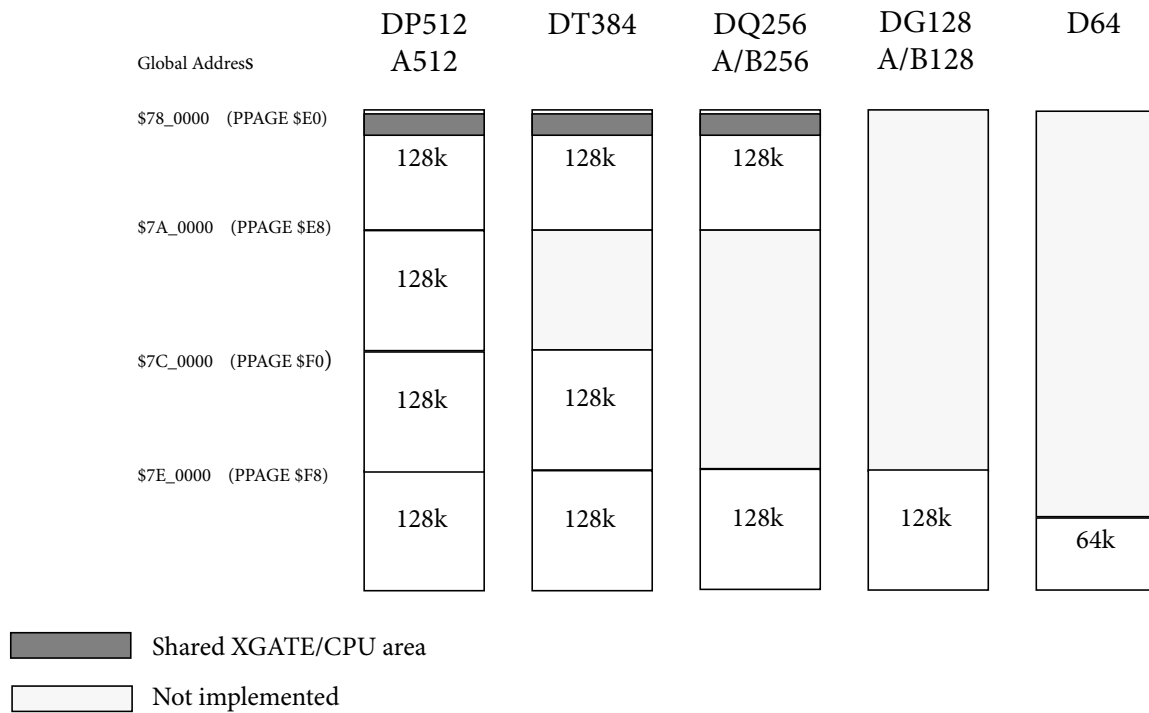 DP512 DT384 DQ256 DG128 D64
Global Address A512 A/B256 A/B128
$78_0000 (PPAGE $E0)
128k 128k 128k
$7A_0000 (PPAGE $E8)
128k
$7C_0000 (PPAGE $F0)
128k 128k
$7E_0000 (PPAGE $F8)
128k 128k 128k 128k
64k
Shared XGATE/CPU area
Not implemented